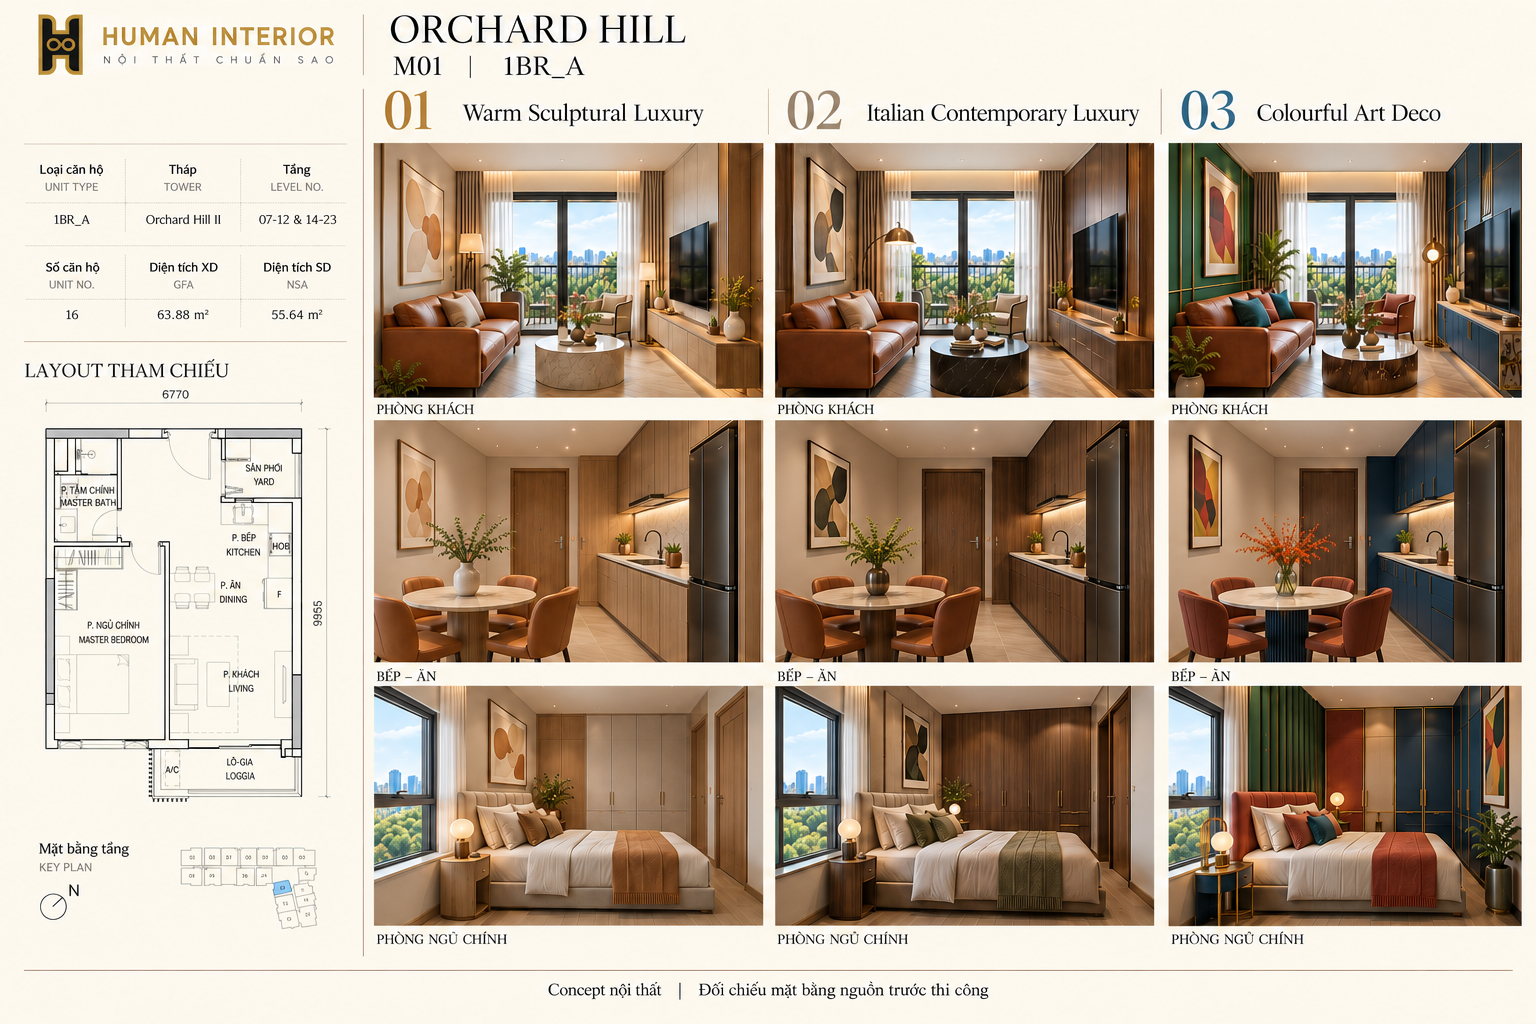 HUMAN INTERIOR
NỘI THẤT CHUẨN SAO
ORCHARD HILL
M01 | 1BR_A
01 Warm Sculptural Luxury
02 Italian Contemporary Luxury
03 Colourful Art Deco
Loại căn hộ
UNIT TYPE
Tháp
TOWER
Tầng
LEVEL NO.
1BR_A
Orchard Hill II
07-12 & 14-23
Số căn hộ
UNIT NO.
Diện tích XD
GFA
Diện tích SD
NSA
16
63.88 m²
55.64 m²
LAYOUT THAM CHIẾU
6770
SÂN PHƠI
YARD
P. TẮM CHÍNH
MASTER BATH
P. BẾP
KITCHEN
HOB
P. ĂN
DINING
F
9955
P. NGỦ CHÍNH
MASTER BEDROOM
P. KHÁCH
LIVING
A/C
LÔ-GIA
LOGGIA
Mặt bằng tầng
KEY PLAN
N
PHÒNG KHÁCH
PHÒNG KHÁCH
PHÒNG KHÁCH
BẾP – ĂN
BẾP – ĂN
BẾP – ĂN
PHÒNG NGỦ CHÍNH
PHÒNG NGỦ CHÍNH
PHÒNG NGỦ CHÍNH
Concept nội thất | Đối chiếu mặt bằng nguồn trước thi công